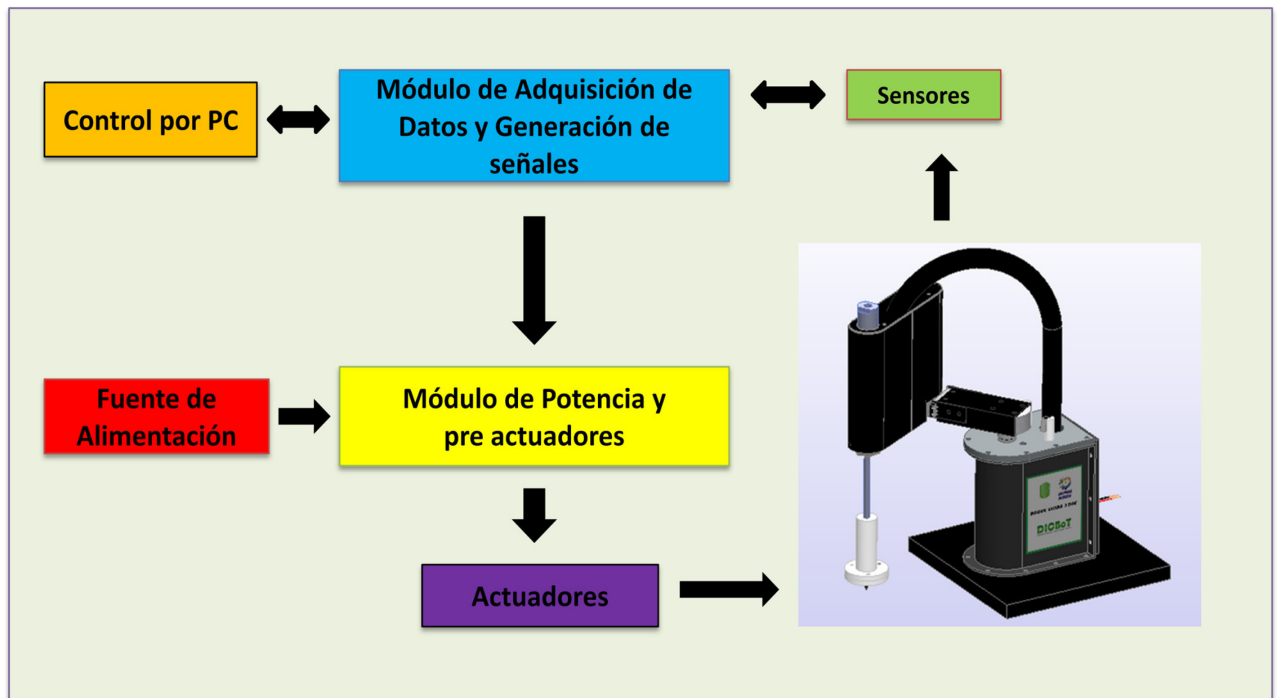 Control por PC
Módulo de Adquisición de
Datos y Generación de
señales
Sensores
Fuente de
Alimentación
Módulo de Potencia y
pre actuadores
Actuadores
DICBoT